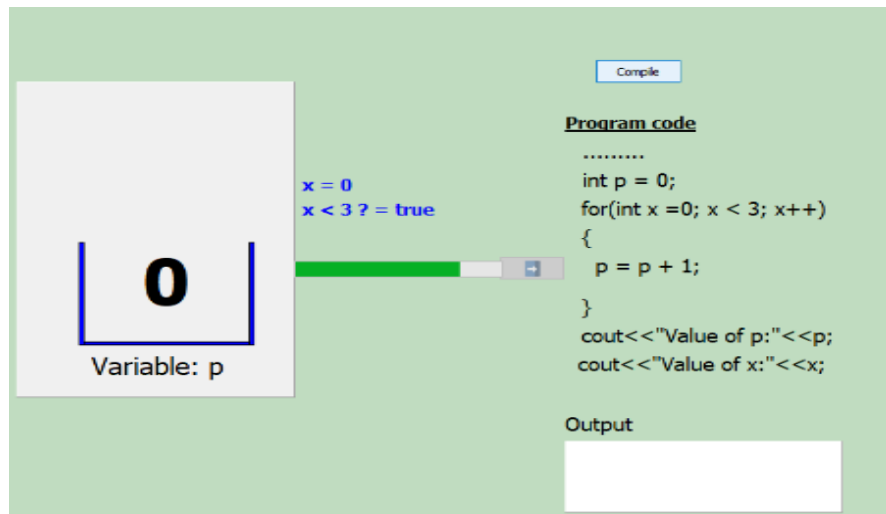 Compile
Program code
.........
int p = 0;
for(int x =0; x < 3; x++)
{
p = p + 1;
}
cout<<"Value of p:"<<p;
cout<<"Value of x:"<<x;
Output
x = 0
x < 3 ? = true
0
Variable: p